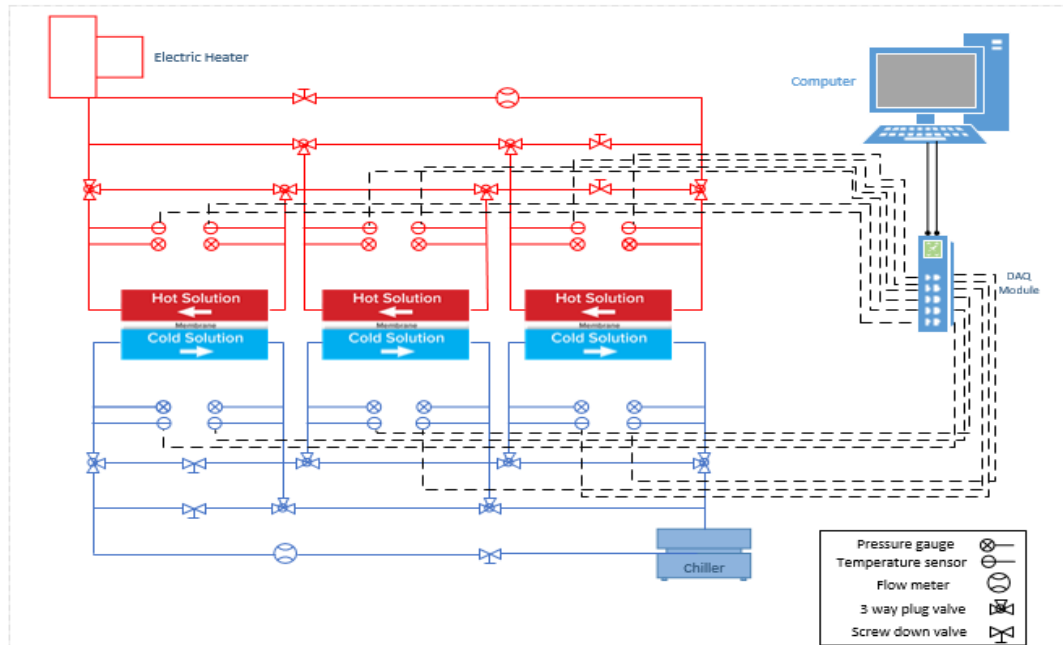 Electric Heater
Computer
Hot Solution
Membrane
Cold Solution
Hot Solution
Membrane
Cold Solution
Hot Solution
Membrane
Cold Solution
DAQ
Module
Chiller
Pressure gauge
Temperature sensor
Flow meter
3 way plug valve
Screw down valve